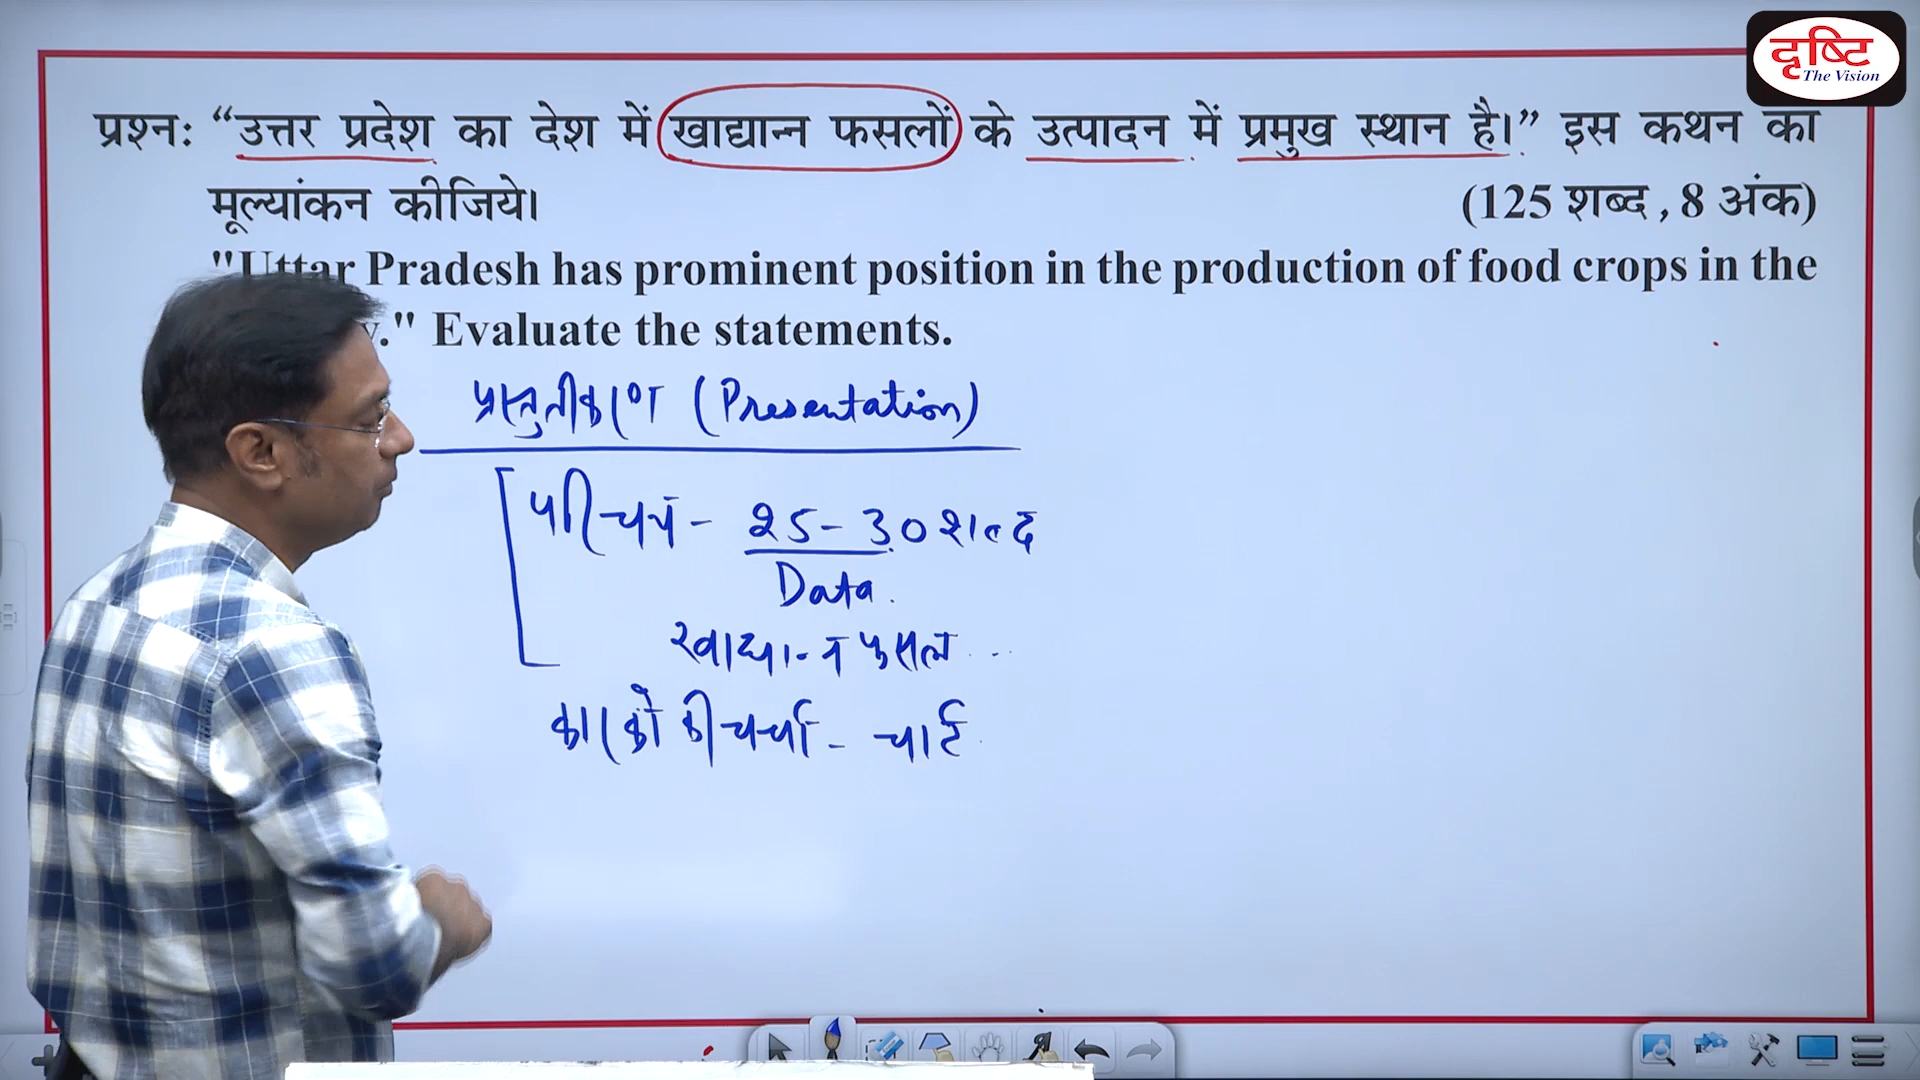 दृष्टि
The Vision
प्रश्न: “उत्तर प्रदेश का देश में खाद्यान्न फसलों के उत्पादन में प्रमुख स्थान है।” इस कथन का
मूल्यांकन कीजिये। (125 शब्द , 8 अंक)
"Uttar Pradesh has prominent position in the production of food crops in the
." Evaluate the statements.
प्रस्तुतीकरण (Presentation)
परिचय - 25-30 शब्द
Data.
खाद्यान्न फसल ...
कारकों की चर्चा - चार्ट